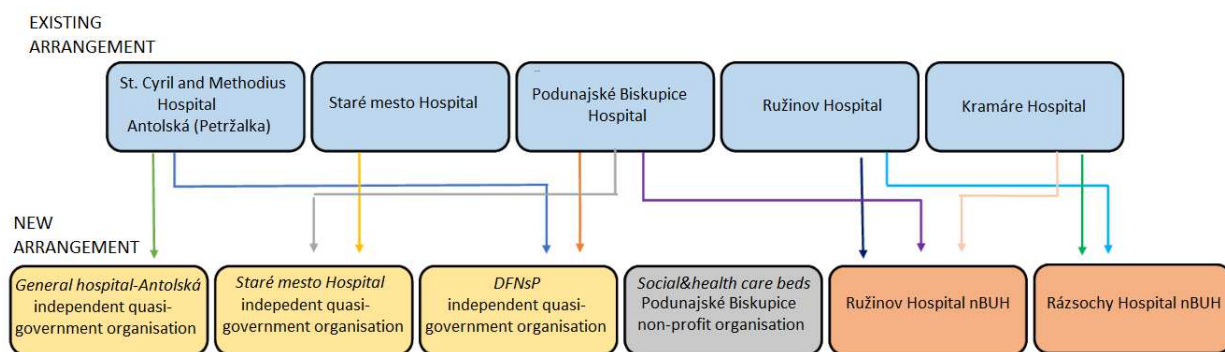 EXISTING
ARRANGEMENT
St. Cyril and Methodius
Hospital
Antolská (Petržalka)
Staré mesto Hospital
Podunajské Biskupice
Hospital
Ružinov Hospital
Kramáre Hospital
NEW
ARRANGEMENT
General hospital-Antolská
independent quasi-
government organisation
Staré mesto Hospital
indepedent quasi-
government organisation
DFNsP
independent quasi-
government organisation
Social&health care beds
Podunajské Biskupice
non-profit organisation
Ružinov Hospital nBUH
Rázsochy Hospital nBUH